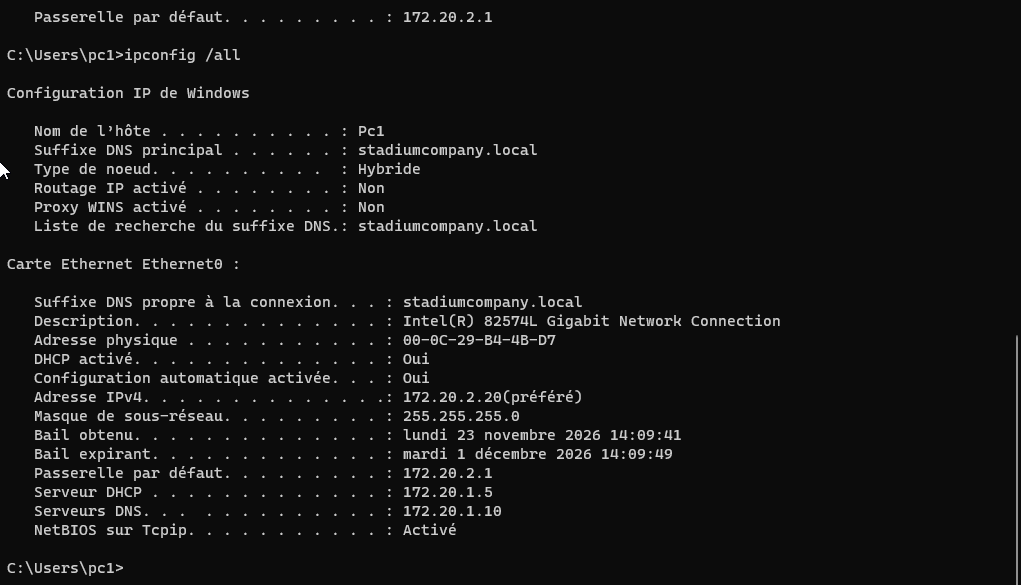 Passerelle par défaut. . . . . . . . . : 172.20.2.1
C:\Users\pc1>ipconfig /all
Configuration IP de Windows
Nom de l'hôte . . . . . . . . . . : Pc1
Suffixe DNS principal . . . . . . : stadiumcompany.local
Type de noeud. . . . . . . . . .  : Hybride
Routage IP activé . . . . . . . . : Non
Proxy WINS activé . . . . . . . . : Non
Liste de recherche du suffixe DNS.: stadiumcompany.local
Carte Ethernet Ethernet0 :
Suffixe DNS propre à la connexion. . . : stadiumcompany.local
Description. . . . . . . . . . . . . . : Intel(R) 82574L Gigabit Network Connection
Adresse physique . . . . . . . . . . . : 00-0C-29-B4-4B-D7
DHCP activé. . . . . . . . . . . . . . : Oui
Configuration automatique activée. . . : Oui
Adresse IPv4. . . . . . . . . . . . . .: 172.20.2.20(préféré)
Masque de sous-réseau. . . . . . . . . : 255.255.255.0
Bail obtenu. . . . . . . . . . . . . . : lundi 23 novembre 2026 14:09:41
Bail expirant. . . . . . . . . . . . . : mardi 1 décembre 2026 14:09:49
Passerelle par défaut. . . . . . . . . : 172.20.2.1
Serveur DHCP . . . . . . . . . . . . . : 172.20.1.5
Serveurs DNS. . .  . . . . . . . . . . : 172.20.1.10
NetBIOS sur Tcpip. . . . . . . . . . . : Activé
C:\Users\pc1>